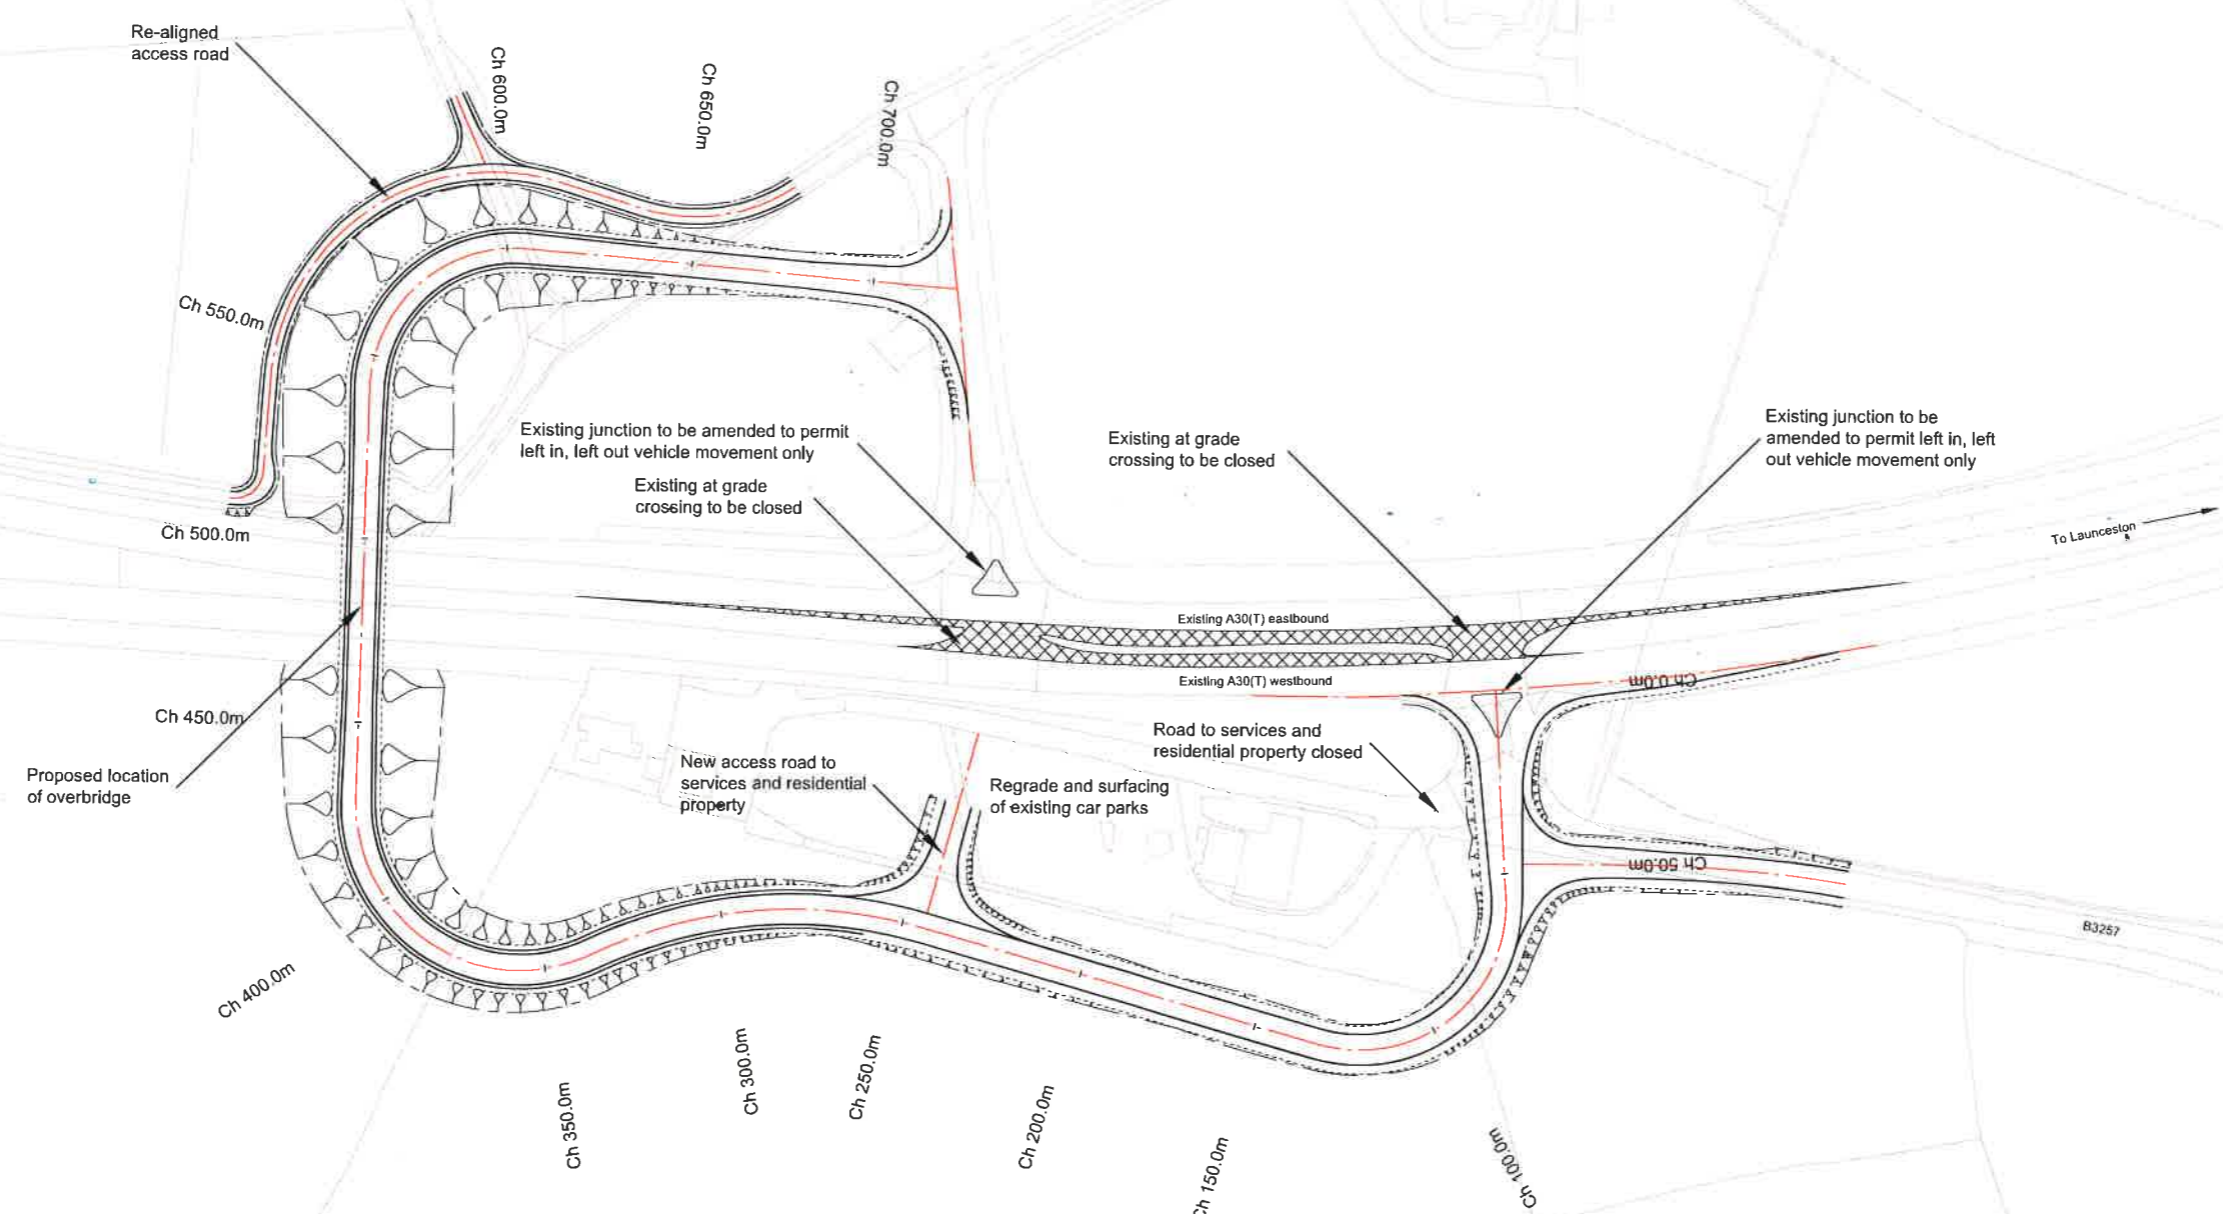 Re-aligned
access road
Ch 600.0m
Ch 650.0m
Ch 700.0m
Ch 550.0m
Existing junction to be amended to permit
left in, left out vehicle movement only
Existing at grade
crossing to be closed
Existing at grade
crossing to be closed
Existing junction to be
amended to permit left in, left
out vehicle movement only
Ch 500.0m
To Launceston
Existing A30(T) eastbound
Existing A30(T) westbound
Ch 0.0m
Ch 450.0m
Proposed location
of overbridge
New access road to
services and residential
property
Regrade and surfacing
of existing car parks
Road to services and
residential property closed
Ch 50.0m
B3257
Ch 400.0m
Ch 350.0m
Ch 300.0m
Ch 250.0m
Ch 200.0m
Ch 150.0m
Ch 100.0m